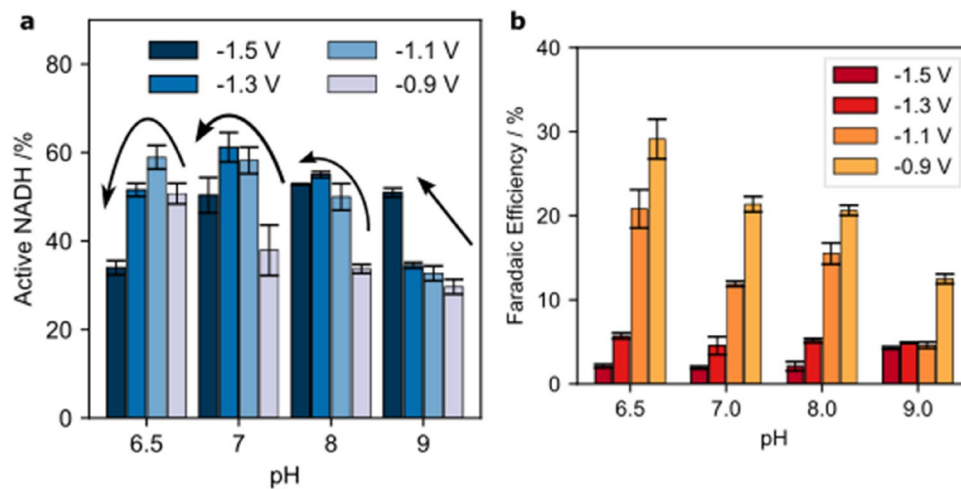 a
Active NADH /%
80
60
40
20
0
-1.5 V
-1.1 V
-1.3 V
-0.9 V
6.5
7
8
9
pH
b
Faradaic Efficiency / %
40
30
20
10
0
-1.5 V
-1.3 V
-1.1 V
-0.9 V
6.5
7.0
8.0
9.0
pH